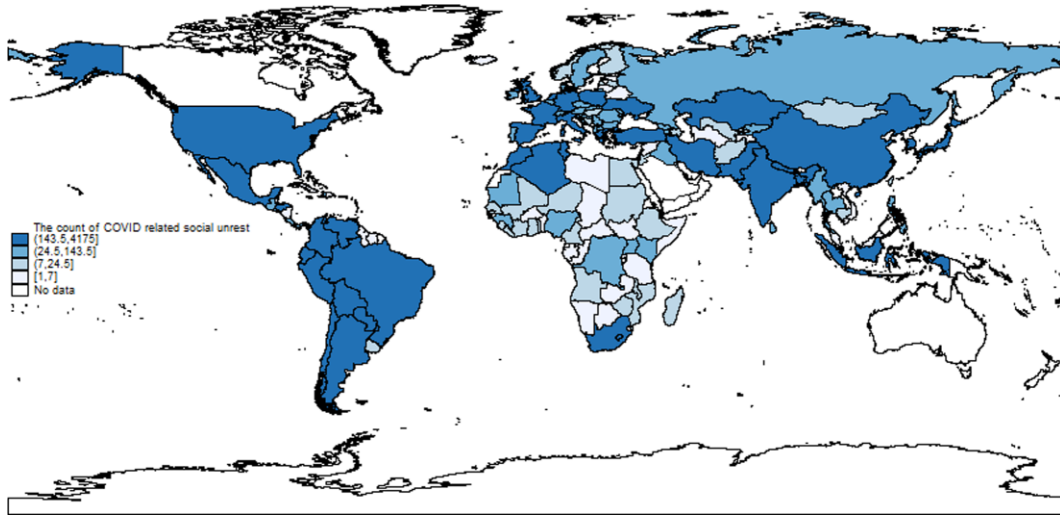 The count of COVID related social unrest
(143.5,4175]
(24.5,143.5]
(7,24.5]
[1,7]
No data